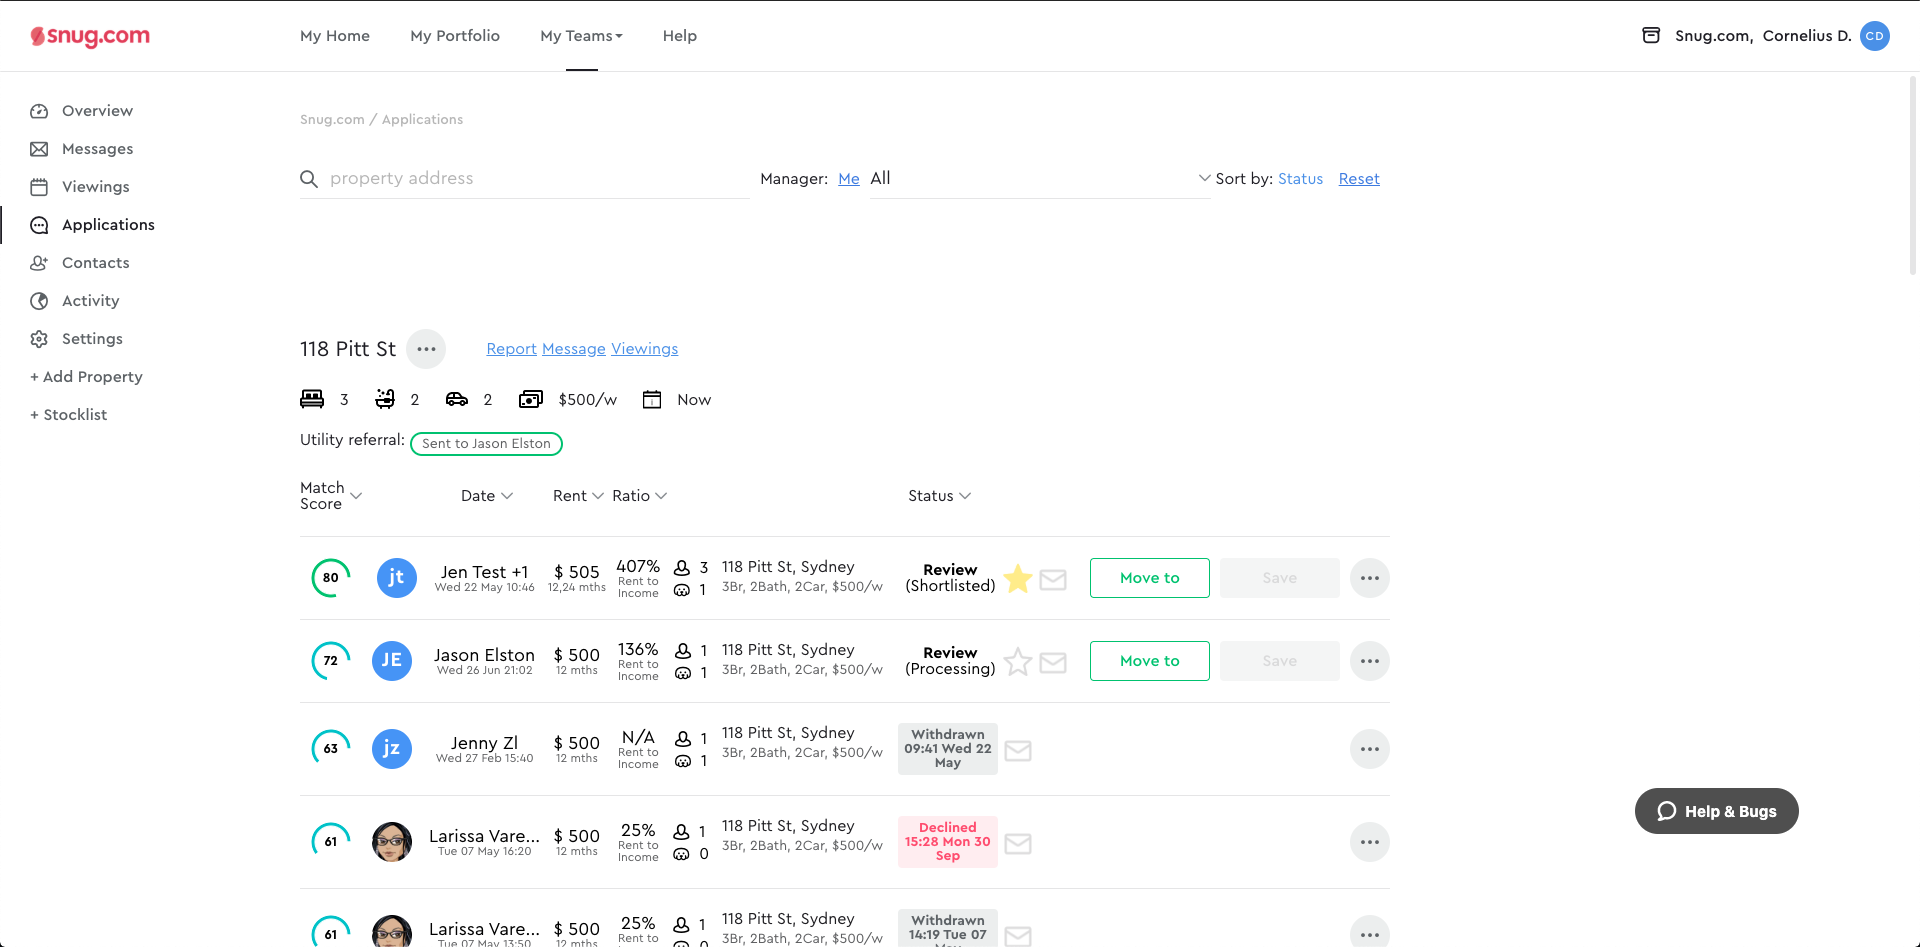 snug.com
My Home
My Portfolio
My Teams
Help
Snug.com, Cornelius D.
CD
Overview
Messages
Viewings
Applications
Contacts
Activity
Settings
+ Add Property
+ Stocklist
Snug.com / Applications
property address
Manager: Me All
Sort by: Status Reset
118 Pitt St ... Report Message Viewings
3 2 2 $500/w Now
Utility referral: Sent to Jason Elston
Match Score
Date
Rent
Ratio
Status
80 jt Jen Test +1 $ 505 407% 3 118 Pitt St, Sydney Review Move to Save ...
Wed 22 May 10:46 12,24 mths Rent to Income 1 3Br, 2Bath, 2Car, $500/w (Shortlisted)
72 JE Jason Elston $ 500 136% 1 118 Pitt St, Sydney Review Move to Save ...
Wed 26 Jun 21:02 12 mths Rent to Income 1 3Br, 2Bath, 2Car, $500/w (Processing)
63 jz Jenny Zl $ 500 N/A 1 118 Pitt St, Sydney Withdrawn ...
Wed 27 Feb 15:40 12 mths Rent to Income 1 3Br, 2Bath, 2Car, $500/w 09:41 Wed 22 May
61 Larissa Vare... $ 500 25% 1 118 Pitt St, Sydney Declined ...
Tue 07 May 16:20 12 mths Rent to Income 0 3Br, 2Bath, 2Car, $500/w 15:28 Mon 30 Sep
61 Larissa Vare... $ 500 25% 1 118 Pitt St, Sydney Withdrawn ...
Tue 07 May 13:50 12 mths Rent to 0 3Br, 2Bath, 2Car, $500/w 14:19 Tue 07
Help & Bugs